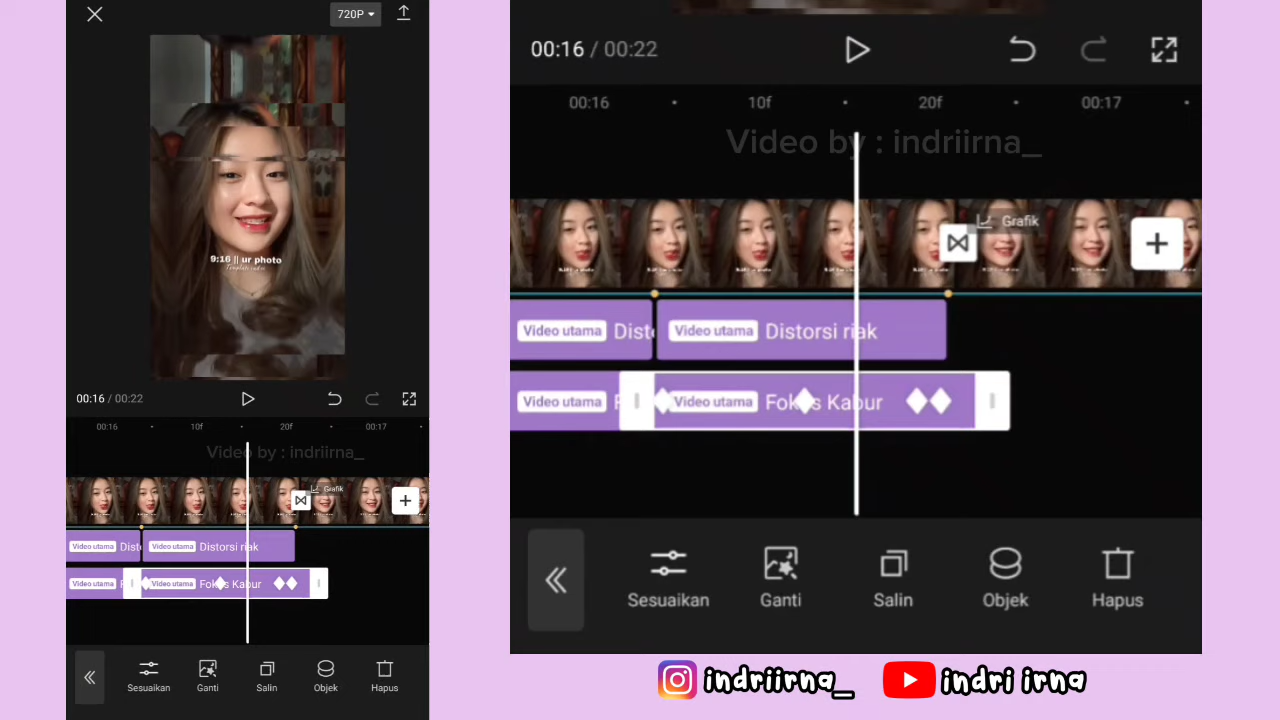 720P
9:16 || ur photo
Template indri
00:16 / 00:22
00:16 10f 20f 00:17
Video by : indriirna_
Grafik
Video utama Dist Video utama Distorsi riak
Video utama F Video utama Fokus Kabur
Sesuaikan Ganti Salin Objek Hapus
00:16 / 00:22
00:16 10f 20f 00:17
Video by : indriirna_
Grafik
Video utama Disto Video utama Distorsi riak
Video utama F Video utama Fokus Kabur
Sesuaikan Ganti Salin Objek Hapus
indriirna_ indri irna